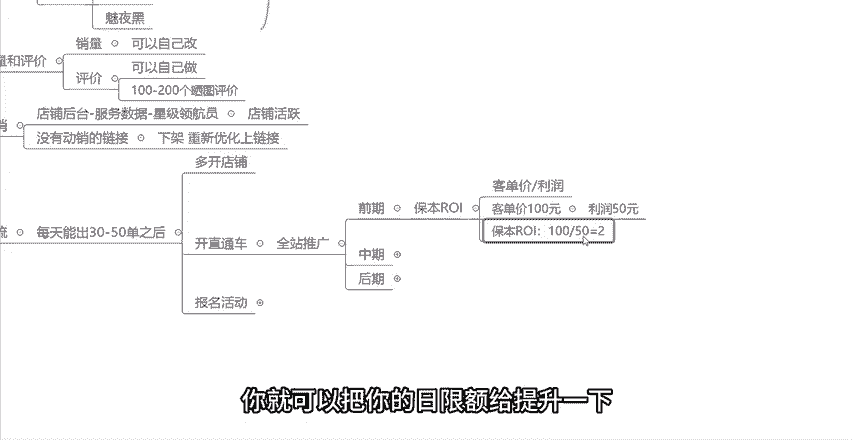 魅夜黑
销量 可以自己改
量和评价
评价 可以自己做
100-200个晒图评价
销
店铺后台-服务数据-星级领航员 店铺活跃
没有动销的链接 下架 重新优化上链接
多开店铺
流 每天能出30-50单之后
开直通车 全站推广
前期 保本ROI
客单价/利润
客单价100元 利润50元
保本ROI：100/50=2
中期
后期
报名活动
你就可以把你的日限额给提升一下